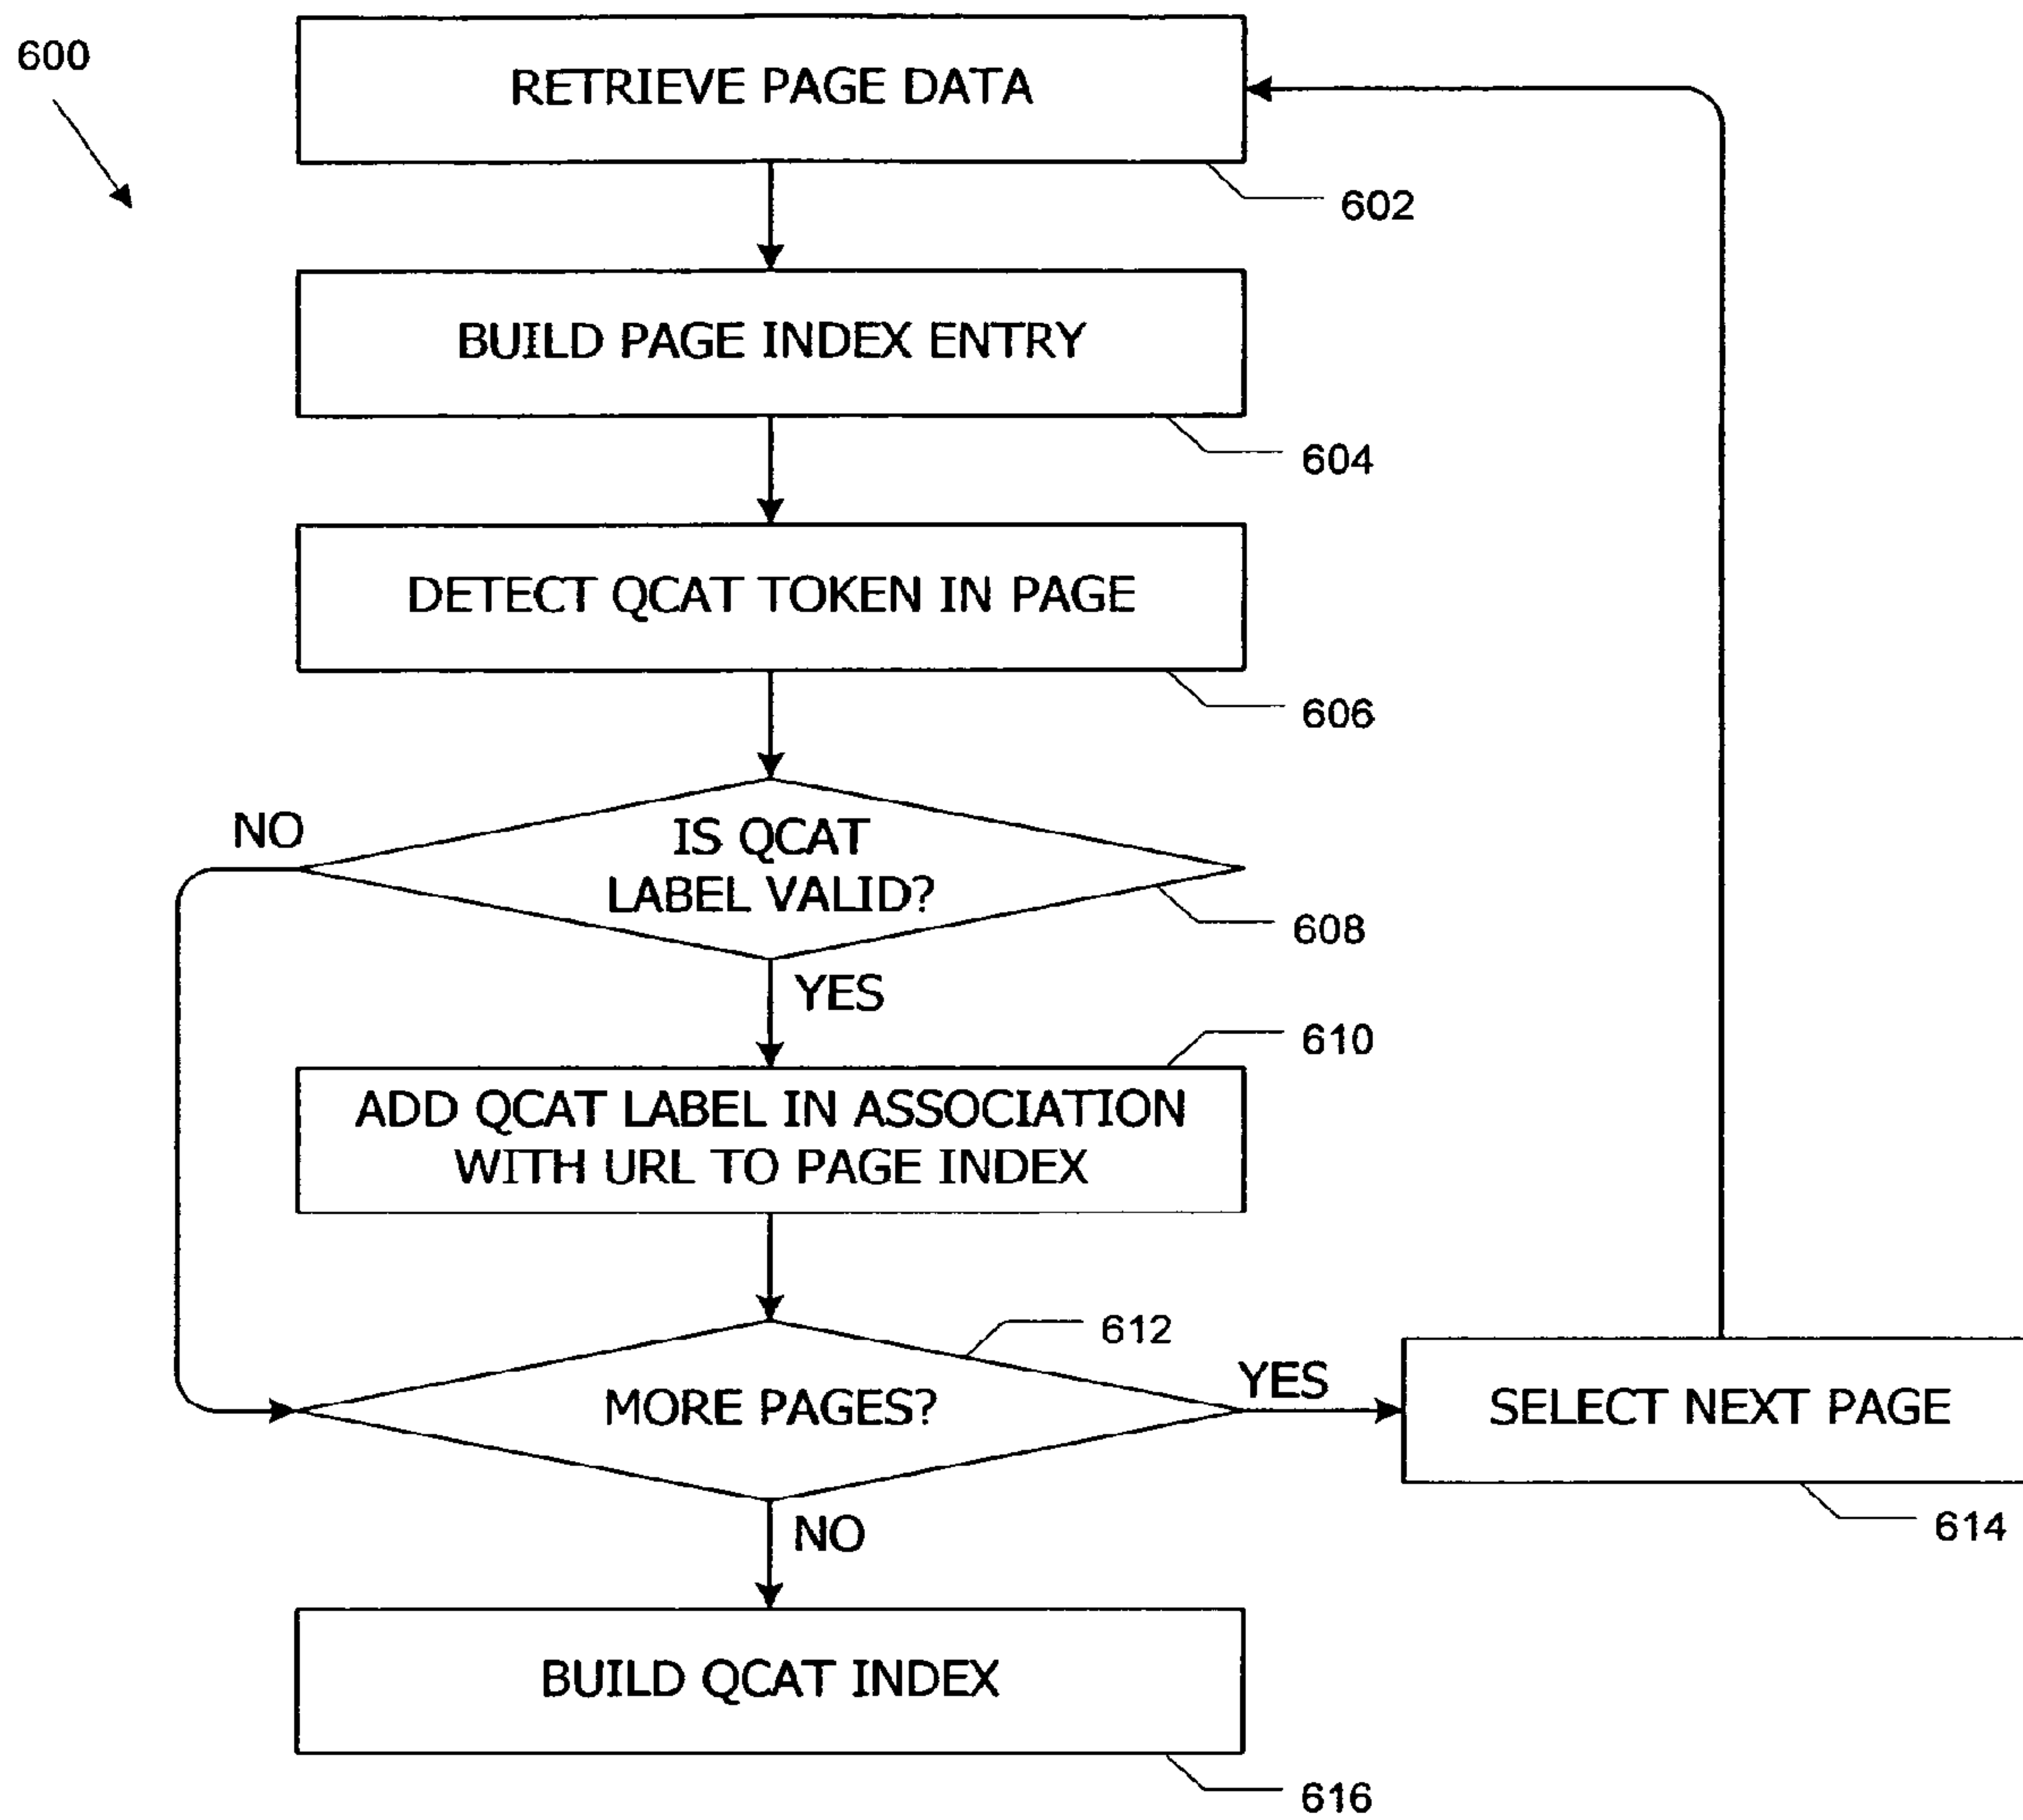 600
RETRIEVE PAGE DATA
602
BUILD PAGE INDEX ENTRY
604
DETECT QCAT TOKEN IN PAGE
606
NO
IS QCAT
LABEL VALID?
608
YES
610
ADD QCAT LABEL IN ASSOCIATION
WITH URL TO PAGE INDEX
612
MORE PAGES?
YES
SELECT NEXT PAGE
614
NO
BUILD QCAT INDEX
616